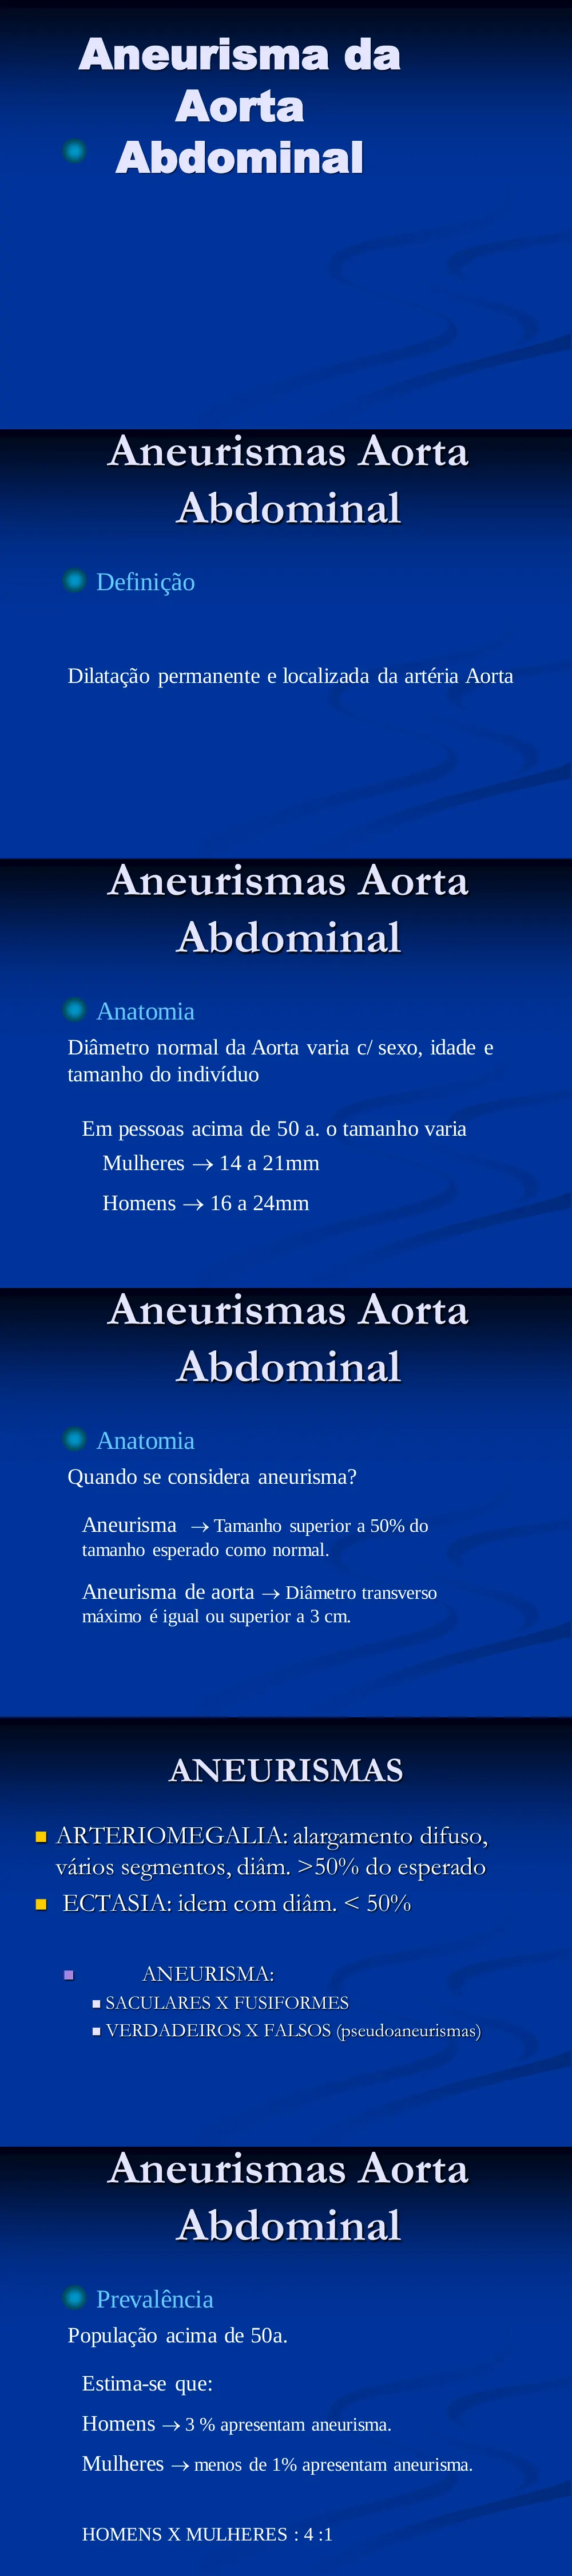 Aneurisma da
Aorta
Abdominal
Aneurismas Aorta
Abdominal
Definição
Dilatação permanente e localizada da artéria Aorta
Aneurismas Aorta
Abdominal
Anatomia
Diâmetro normal da Aorta varia c/ sexo, idade e
tamanho do indivíduo
Em pessoas acima de 50 a. o tamanho varia
Mulheres → 14 a 21mm
Homens → 16 a 24mm
Aneurismas Aorta
Abdominal
Anatomia
Quando se considera aneurisma?
Aneurisma → Tamanho superior a 50% do
tamanho esperado como normal.
Aneurisma de aorta → Diâmetro transverso
máximo é igual ou superior a 3 cm.
ANEURISMAS
ARTERIOMEGALIA: alargamento difuso,
vários segmentos, diâm. >50% do esperado
ECTASIA: idem com diâm. < 50%
ANEURISMA:
SACULARES X FUSIFORMES
VERDADEIROS X FALSOS (pseudoaneurismas)
Aneurismas Aorta
Abdominal
Prevalência
População acima de 50a.
Estima-se que:
Homens → 3 % apresentam aneurisma.
Mulheres → menos de 1% apresentam aneurisma.
HOMENS X MULHERES : 4 :1